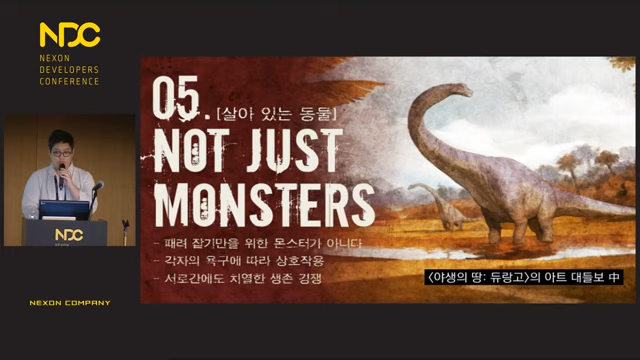 NDC
NEXON
DEVELOPERS
CONFERENCE
05. [살아 있는 동물]
NOT JUST
MONSTERS
- 때려 잡기만을 위한 몬스터가 아니다
- 각자의 욕구에 따라 상호작용
- 서로간에도 치열한 생존 경쟁
〈야생의 땅: 듀랑고〉의 아트 대들보 中
NDC
NEXON COMPANY